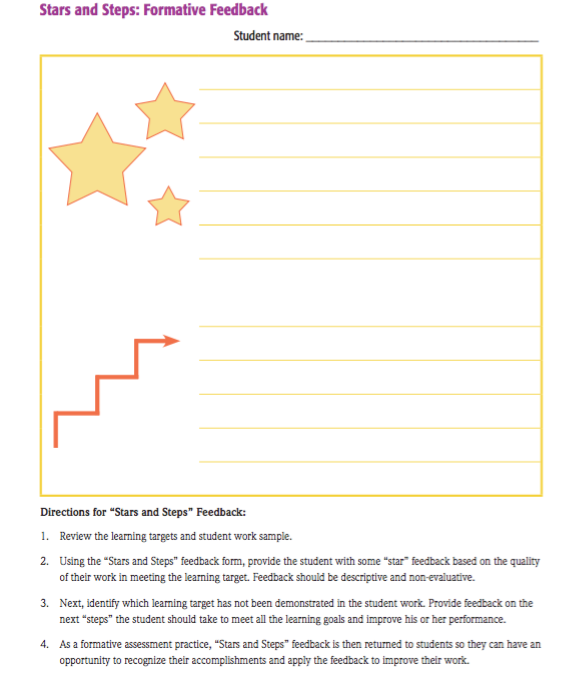 Stars and Steps: Formative Feedback
Student name:
Directions for “Stars and Steps” Feedback:
1. Review the learning targets and student work sample.
2. Using the “Stars and Steps” feedback form, provide the student with some “star” feedback based on the quality
of their work in meeting the learning target. Feedback should be descriptive and non-evaluative.
3. Next, identify which learning target has not been demonstrated in the student work. Provide feedback on the
next “steps” the student should take to meet all the learning goals and improve his or her performance.
4. As a formative assessment practice, “Stars and Steps” feedback is then returned to students so they can have an
opportunity to recognize their accomplishments and apply the feedback to improve their work.